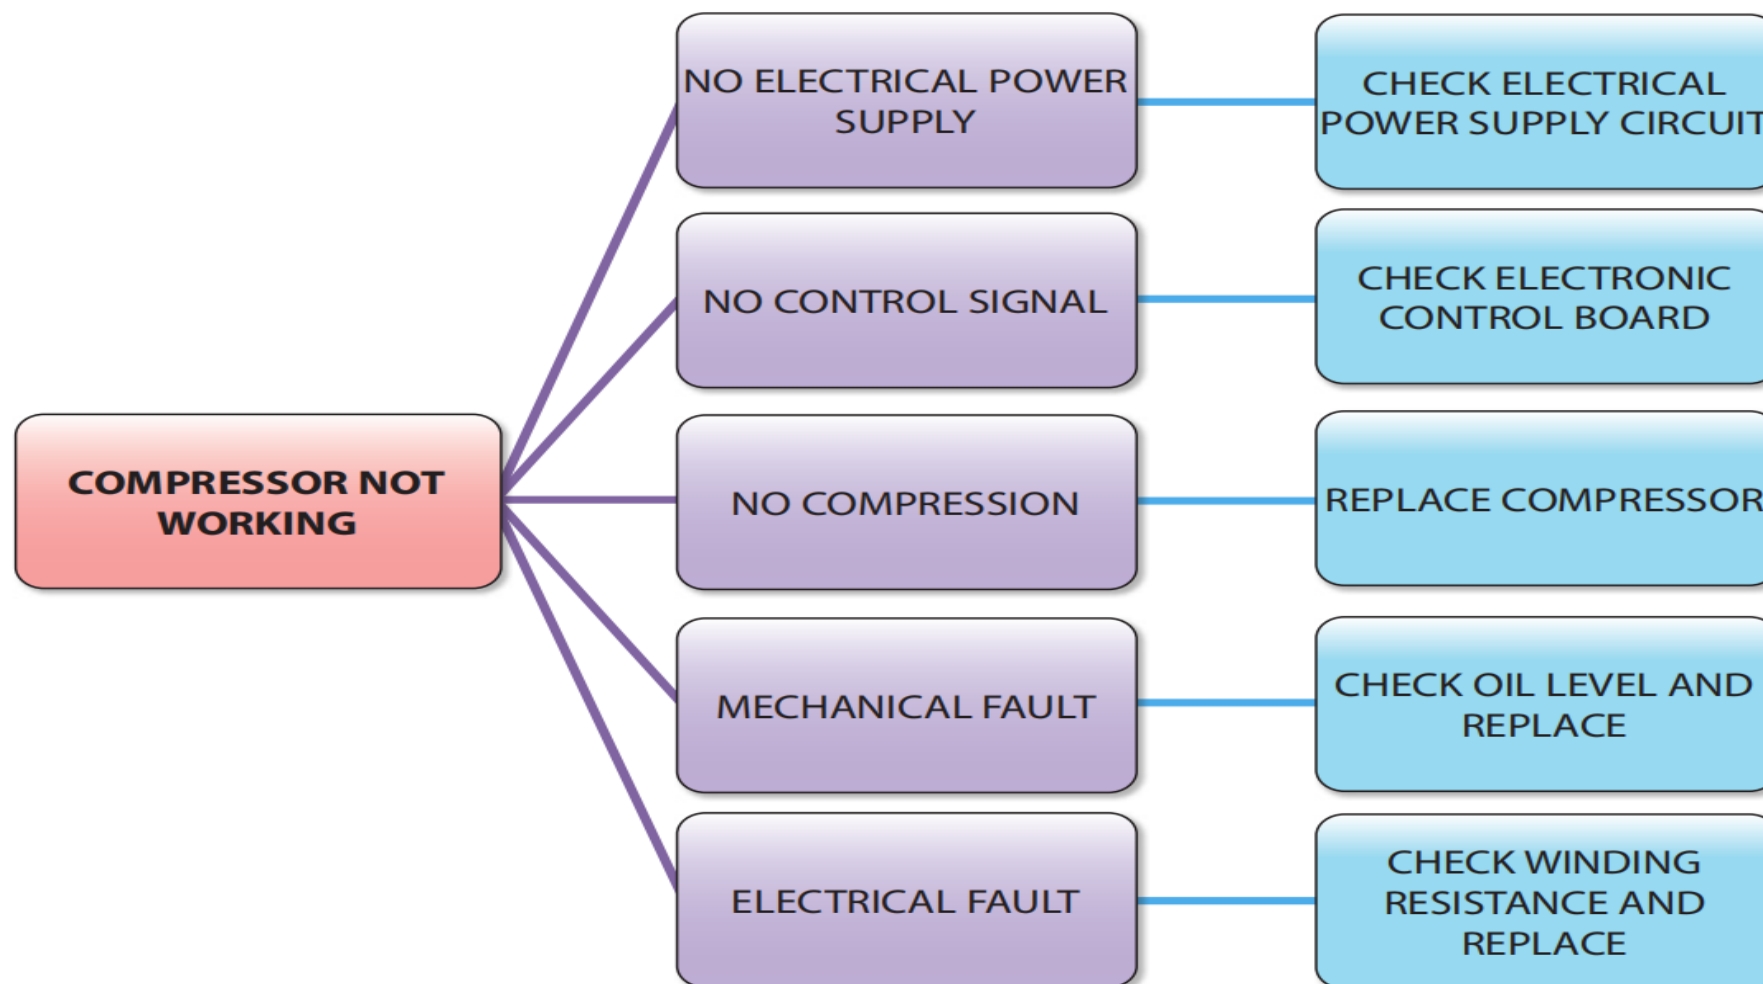 NO ELECTRICAL POWER
SUPPLY
CHECK ELECTRICAL
POWER SUPPLY CIRCUIT
NO CONTROL SIGNAL
CHECK ELECTRONIC
CONTROL BOARD
COMPRESSOR NOT
WORKING
NO COMPRESSION
REPLACE COMPRESSOR
MECHANICAL FAULT
CHECK OIL LEVEL AND
REPLACE
ELECTRICAL FAULT
CHECK WINDING
RESISTANCE AND
REPLACE